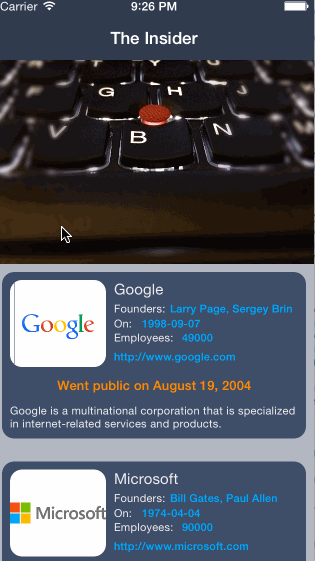 Carrier 9:26 PM
The Insider
T Y U
G H
V B N
Google
Google
Founders: Larry Page, Sergey Brin
On: 1998-09-07
Employees: 49000
http://www.google.com
Went public on August 19, 2004
Google is a multinational corporation that is specialized
in internet-related services and products.
Microsoft
Microsoft
Founders: Bill Gates, Paul Allen
On: 1974-04-04
Employees: 90000
http://www.microsoft.com